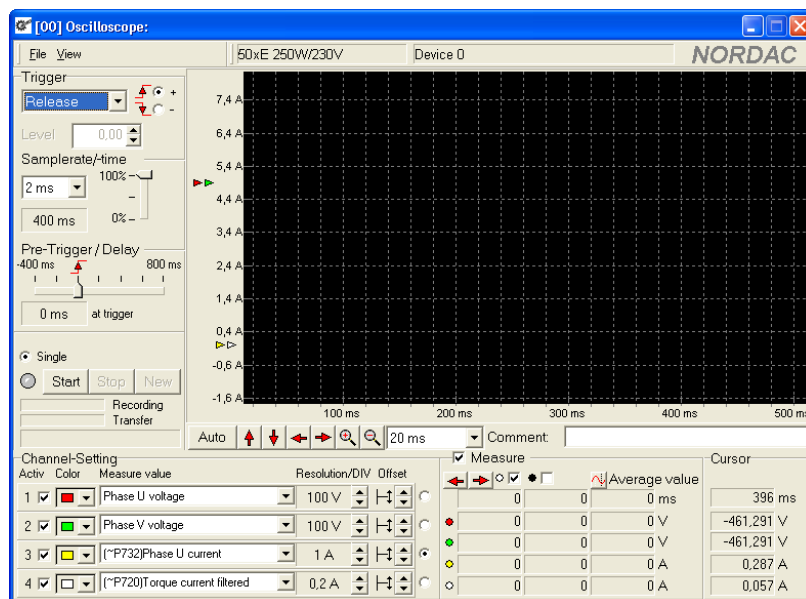 [00] Oscilloscope:
File View
50xE 250W/230V
Device 0
NORDAC
Trigger
Release
+
-
Level 0,00
Samplerate/-time
2 ms
100%
400 ms
0%
Pre-Trigger / Delay
-400 ms 800 ms
0 ms at trigger
Single
Start Stop New
Recording
Transfer
7,4 A
6,4 A
5,4 A
4,4 A
3,4 A
2,4 A
1,4 A
0,4 A
-0,6 A
-1,6 A
100 ms 200 ms 300 ms 400 ms 500 ms
Auto 20 ms Comment:
Channel-Setting
Activ Color Measure value Resolution/DIV Offset
1 Phase U voltage 100 V
2 Phase V voltage 100 V
3 (~P732)Phase U current 1 A
4 (~P720)Torque current filtered 0,2 A
Measure
Average value
0 0 0 ms
0 0 0 V
0 0 0 V
0 0 0 A
0 0 0 A
Cursor
396 ms
-461,291 V
-461,291 V
0,287 A
0,057 A